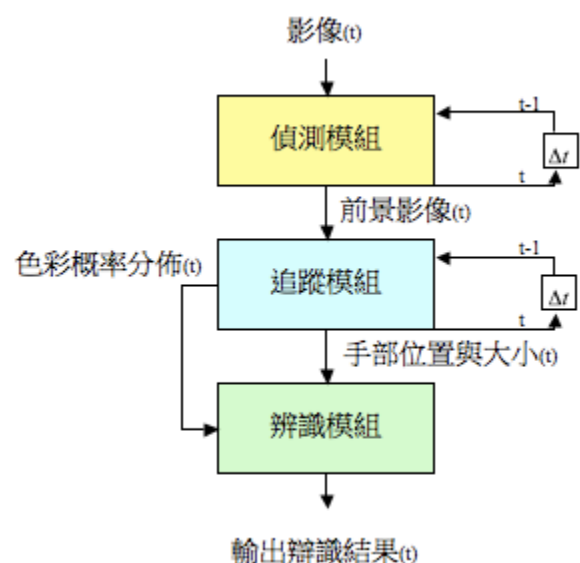 影像(t)
t-1
偵測模組
Δt
t
前景影像(t)
色彩概率分佈(t)
t-1
追蹤模組
Δt
t
手部位置與大小(t)
辨識模組
輸出辯識結果(t)